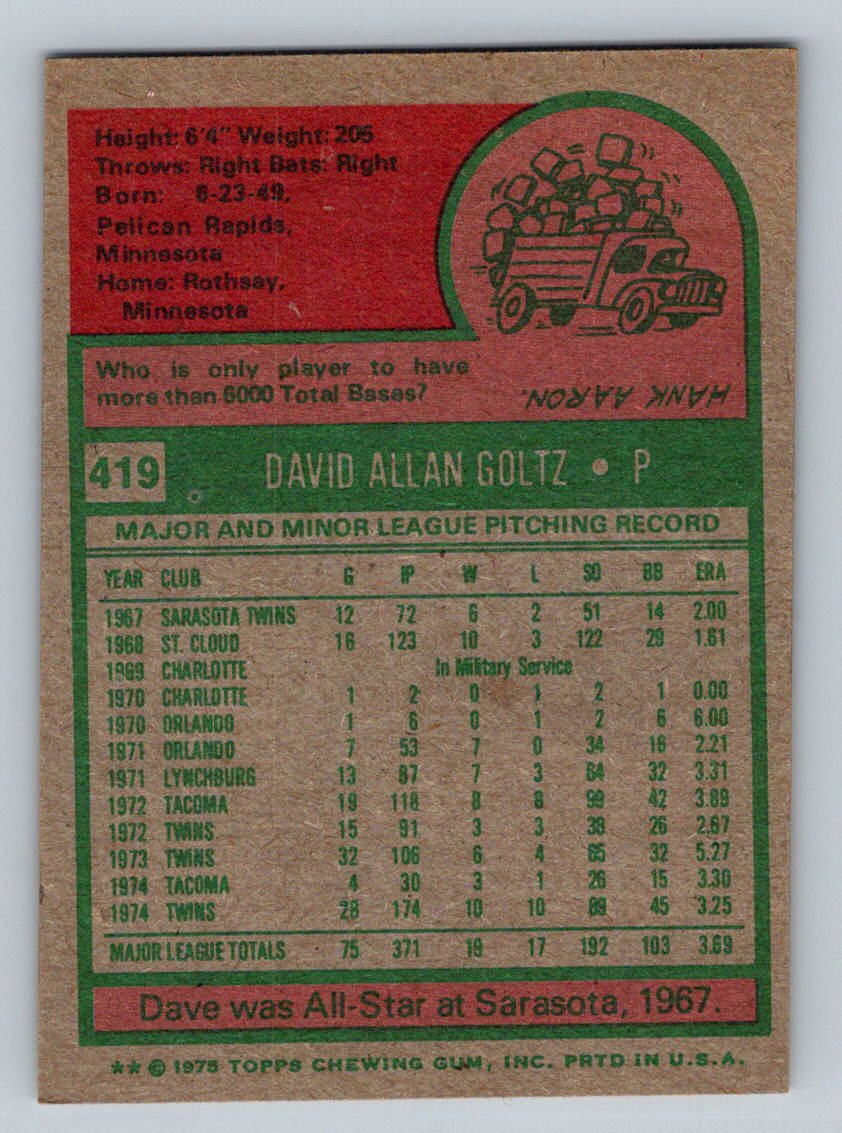 Height: 6'4" Weight: 205
Throws: Right Bats: Right
Born: 6-23-49,
Pelican Rapids,
Minnesota
Home: Rothsay,
Minnesota
Who is only player to have
more than 6000 Total Bases?
HANK AARON.
419 DAVID ALLAN GOLTZ • P
MAJOR AND MINOR LEAGUE PITCHING RECORD
YEAR CLUB G IP W L SO BB ERA
1967 SARASOTA TWINS 12 72 6 2 51 14 2.00
1968 ST. CLOUD 16 123 10 3 122 29 1.61
1969 CHARLOTTE In Military Service
1970 CHARLOTTE 1 2 0 1 2 1 0.00
1970 ORLANDO 1 6 0 1 2 6 6.00
1971 ORLANDO 7 53 7 0 34 16 2.21
1971 LYNCHBURG 13 87 7 3 64 32 3.31
1972 TACOMA 19 118 8 8 99 42 3.89
1972 TWINS 15 91 3 3 38 26 2.67
1973 TWINS 32 106 6 4 65 32 5.27
1974 TACOMA 4 30 3 1 26 15 3.30
1974 TWINS 28 174 10 10 89 45 3.25
MAJOR LEAGUE TOTALS 75 371 19 17 192 103 3.69
Dave was All-Star at Sarasota, 1967.
** © 1975 TOPPS CHEWING GUM, INC. PRTD IN U.S.A.